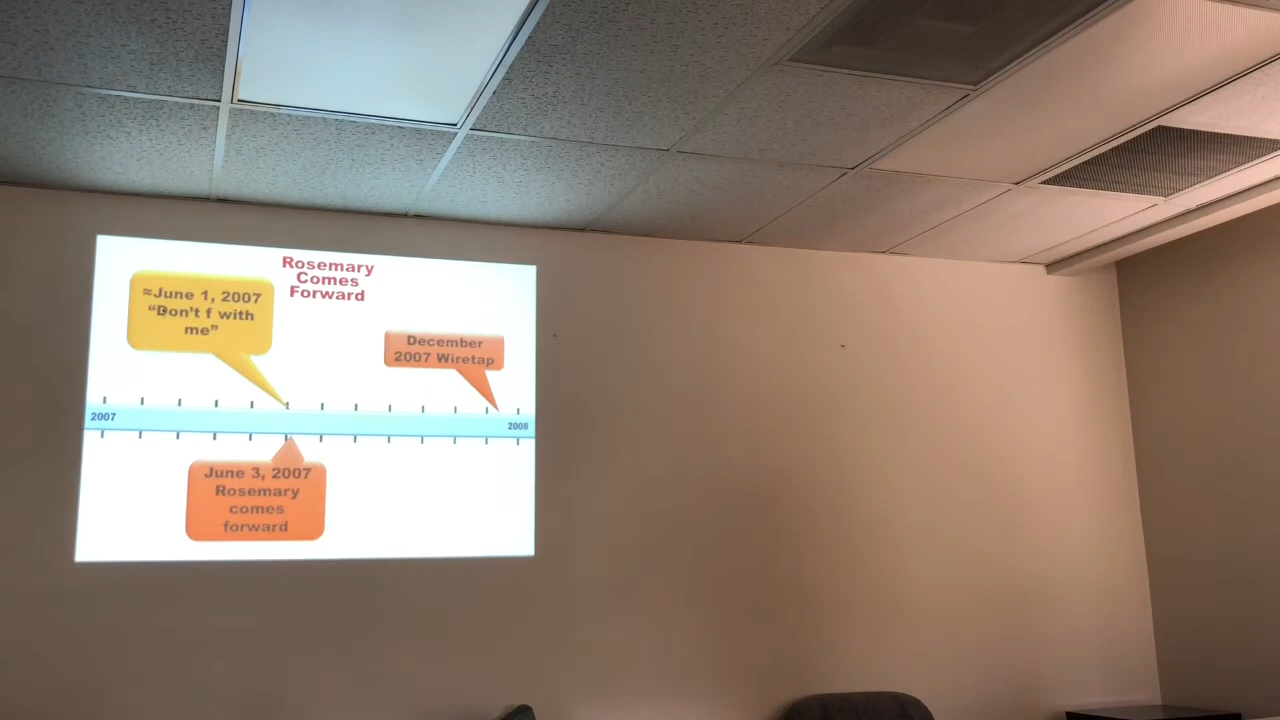 Rosemary
Comes
Forward
≈June 1, 2007
“Don't f with
me”
December
2007 Wiretap
2007
2008
June 3, 2007
Rosemary
comes
forward